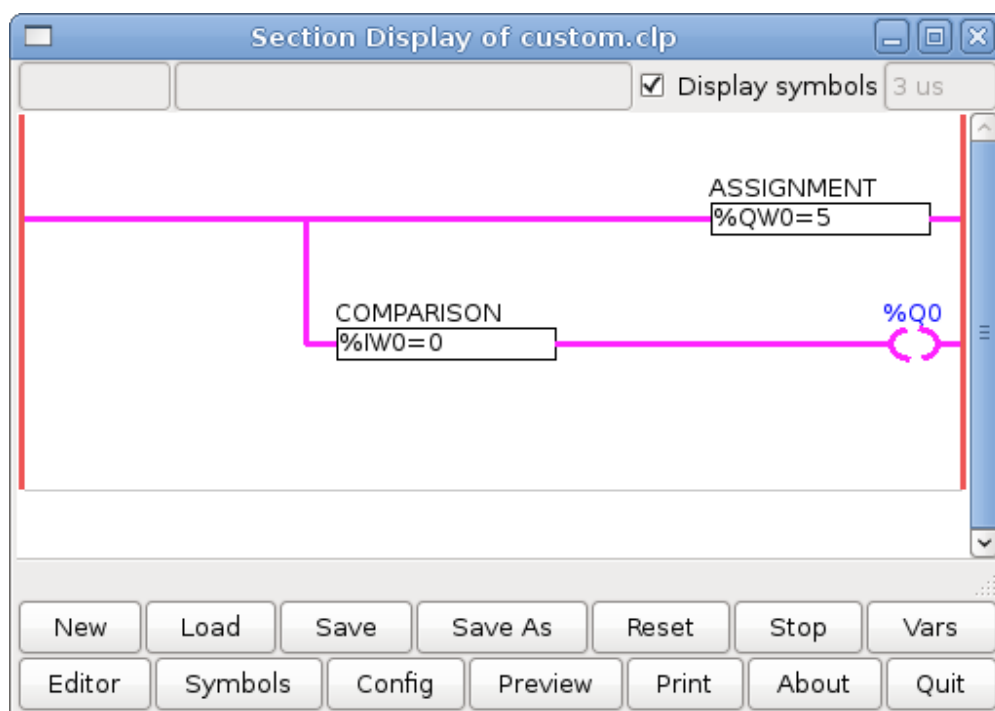 Section Display of custom.clp
Display symbols 3 us
ASSIGNMENT
%QW0=5
COMPARISON %Q0
%IW0=0
New Load Save Save As Reset Stop Vars
Editor Symbols Config Preview Print About Quit